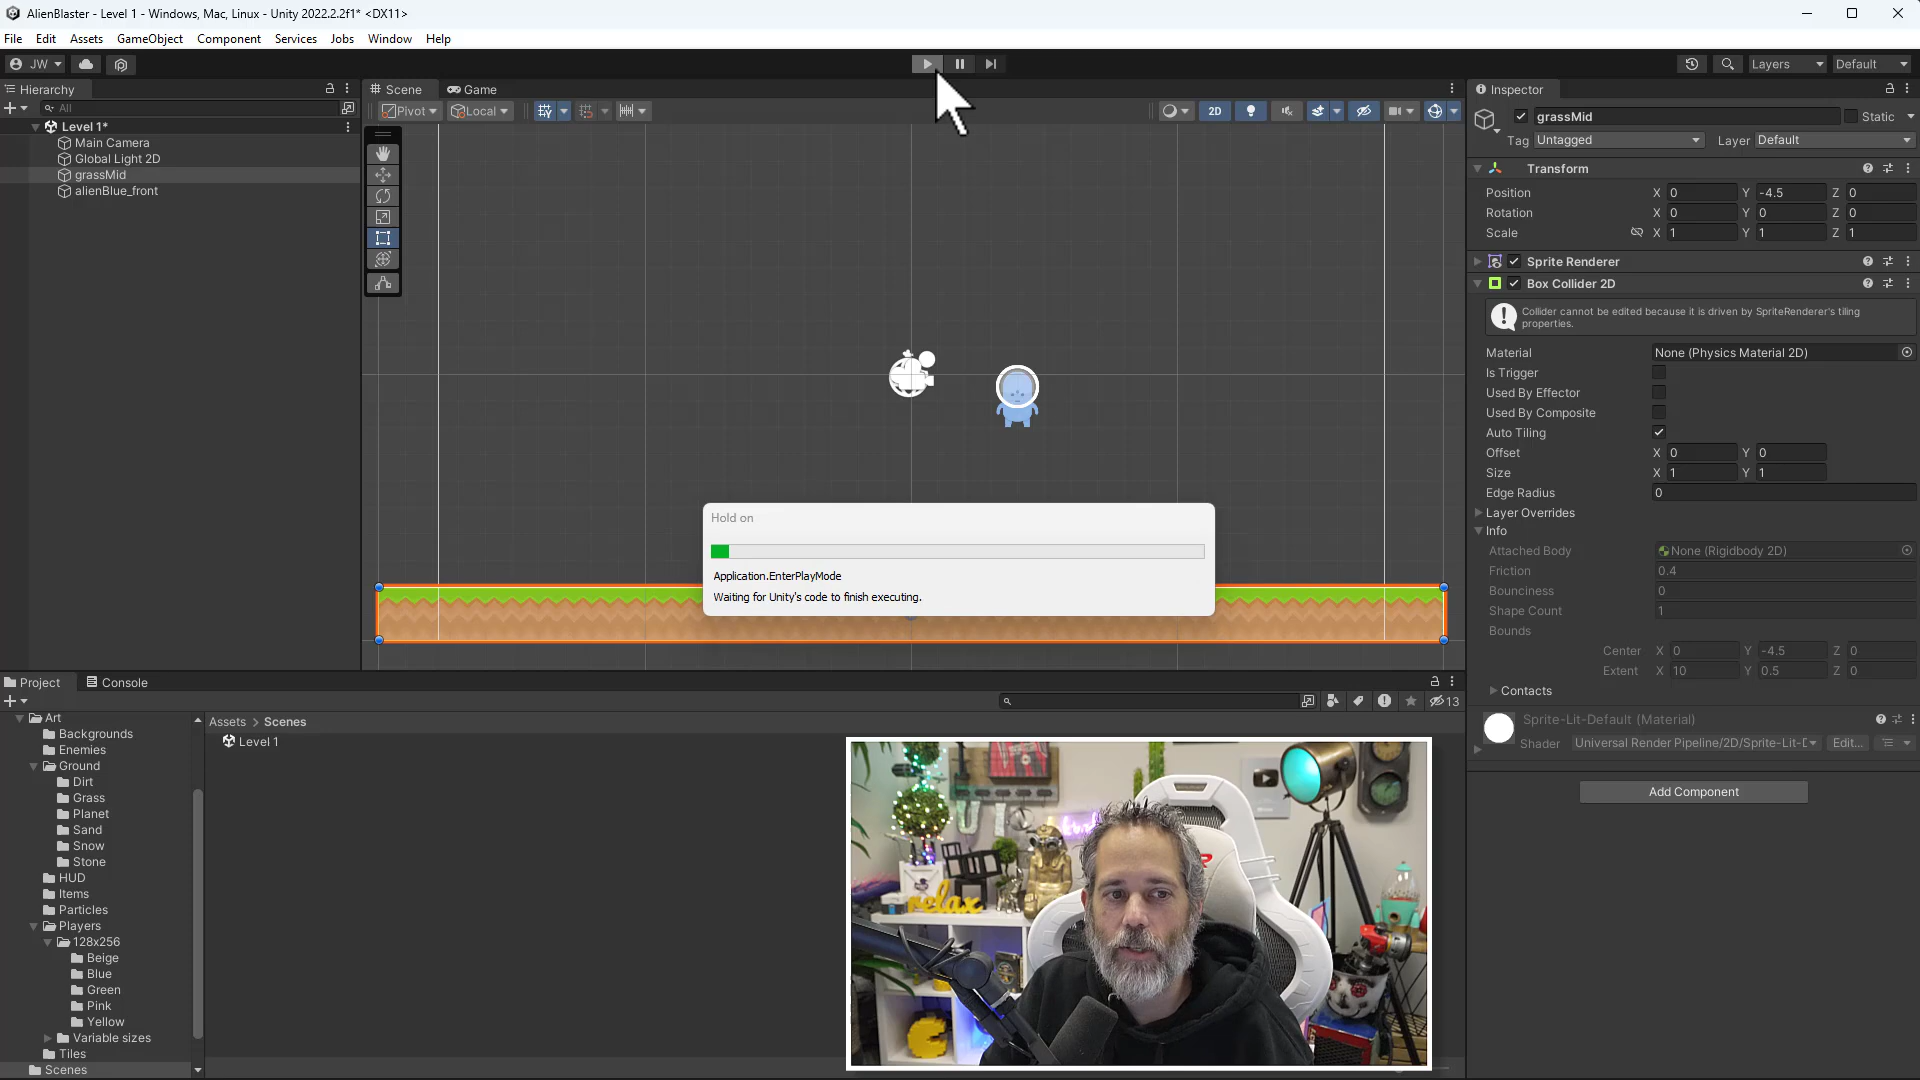 AlienBlaster - Level 1 - Windows, Mac, Linux - Unity 2022.2.2f1* <DX11>
File Edit Assets GameObject Component Services Jobs Window Help
JW Layers Default
Hierarchy
All
Level 1*
Main Camera
Global Light 2D
grassMid
alienBlue_front
Scene Game
Pivot Local 2D
Hold on
Application.EnterPlayMode
Waiting for Unity's code to finish executing.
Inspector
grassMid Static
Tag Untagged Layer Default
Transform
Position X 0 Y -4.5 Z 0
Rotation X 0 Y 0 Z 0
Scale X 1 Y 1 Z 1
Sprite Renderer
Box Collider 2D
Collider cannot be edited because it is driven by SpriteRenderer's tiling
properties.
Material None (Physics Material 2D)
Is Trigger
Used By Effector
Used By Composite
Auto Tiling
Offset X 0 Y 0
Size X 1 Y 1
Edge Radius 0
Layer Overrides
Info
Attached Body None (Rigidbody 2D)
Friction 0.4
Bounciness 0
Shape Count 1
Bounds
Center X 0 Y -4.5 Z 0
Extent X 10 Y 0.5 Z 0
Contacts
Sprite-Lit-Default (Material)
Shader Universal Render Pipeline/2D/Sprite-Lit-D Edit...
Add Component
Project Console
13
Art
Backgrounds
Enemies
Ground
Dirt
Grass
Planet
Sand
Snow
Stone
HUD
Items
Particles
Players
128x256
Beige
Blue
Green
Pink
Yellow
Variable sizes
Tiles
Scenes
Assets > Scenes
Level 1
relax